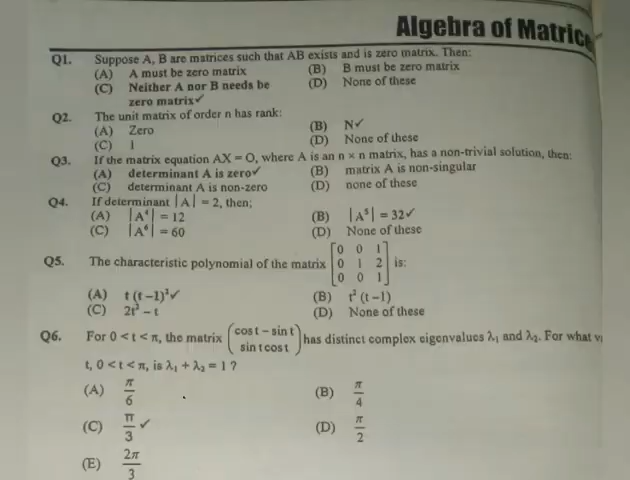 Algebra of Matrice
Q1. Suppose A, B are matrices such that AB exists and is zero matrix. Then:
(A) A must be zero matrix (B) B must be zero matrix
(C) Neither A nor B needs be (D) None of these
zero matrix✓
Q2. The unit matrix of order n has rank:
(A) Zero (B) N✓
(C) 1 (D) None of these
Q3. If the matrix equation AX = O, where A is an n × n matrix, has a non-trivial solution, then:
(A) determinant A is zero✓ (B) matrix A is non-singular
(C) determinant A is non-zero (D) none of these
Q4. If determinant |A| = 2, then;
(A) |A⁴| = 12 (B) |A⁵| = 32✓
(C) |A⁶| = 60 (D) None of these
Q5. The characteristic polynomial of the matrix [0 0 1
0 1 2
0 0 1] is:
(A) t (t −1)²✓ (B) t² (t −1)
(C) 2t² − t (D) None of these
Q6. For 0 < t < π, the matrix (cos t − sin t
sin t cos t) has distinct complex eigenvalues λ₁ and λ₂. For what
t, 0 < t < π, is λ₁ + λ₂ = 1 ?
(A) π/6 (B) π/4
(C) π/3 ✓ (D) π/2
(E) 2π/3